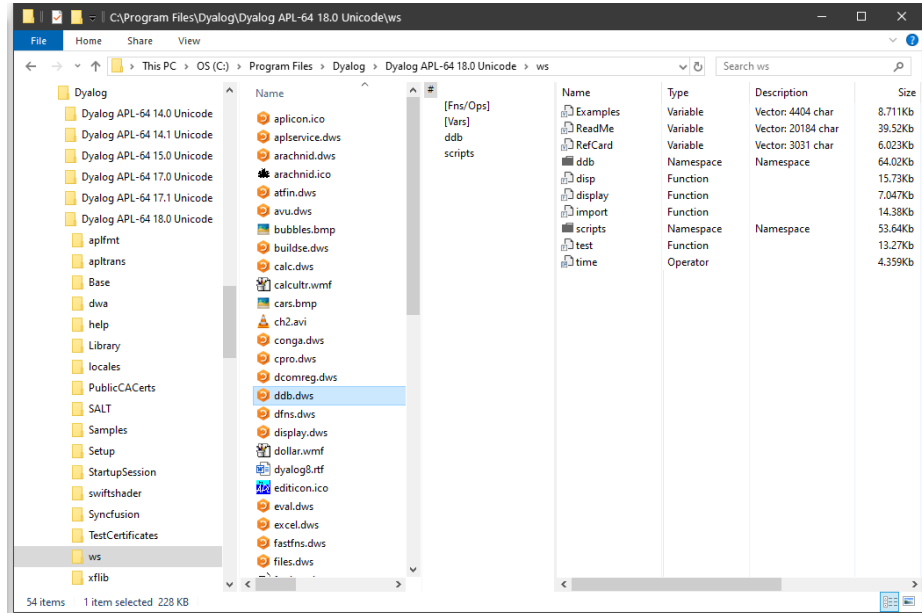 C:\Program Files\Dyalog\Dyalog APL-64 18.0 Unicode\ws
File Home Share View
This PC > OS (C:) > Program Files > Dyalog > Dyalog APL-64 18.0 Unicode > ws
Search ws
Dyalog
Dyalog APL-64 14.0 Unicode
Dyalog APL-64 14.1 Unicode
Dyalog APL-64 15.0 Unicode
Dyalog APL-64 17.0 Unicode
Dyalog APL-64 17.1 Unicode
Dyalog APL-64 18.0 Unicode
aplfmt
apltrans
Base
dwa
help
Library
locales
PublicCACerts
SALT
Samples
Setup
StartupSession
swiftshader
Syncfusion
TestCertificates
ws
xflib
Name
aplicon.ico
aplservice.dws
arachnid.dws
arachnid.ico
atfin.dws
avu.dws
bubbles.bmp
buildse.dws
calc.dws
calcultr.wmf
cars.bmp
ch2.avi
conga.dws
cpro.dws
dcomreg.dws
ddb.dws
dfns.dws
display.dws
dollar.wmf
dyalog8.rtf
editicon.ico
eval.dws
excel.dws
fastfns.dws
files.dws
#
[Fns/Ops]
[Vars]
ddb
scripts
Name Type Description Size
Examples Variable Vector: 4404 char 8.711Kb
ReadMe Variable Vector: 20184 char 39.52Kb
RefCard Variable Vector: 3031 char 6.023Kb
ddb Namespace Namespace 64.02Kb
disp Function 15.73Kb
display Function 7.047Kb
import Function 14.38Kb
scripts Namespace Namespace 53.64Kb
test Function 13.27Kb
time Operator 4.359Kb
54 items 1 item selected 228 KB